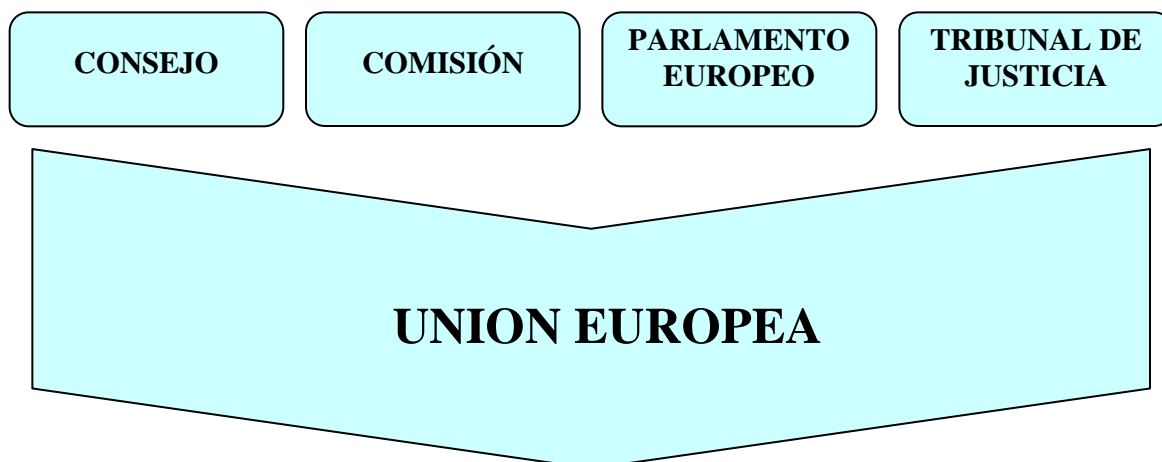 CONSEJO
COMISIÓN
PARLAMENTO
EUROPEO
TRIBUNAL DE
JUSTICIA
UNION EUROPEA